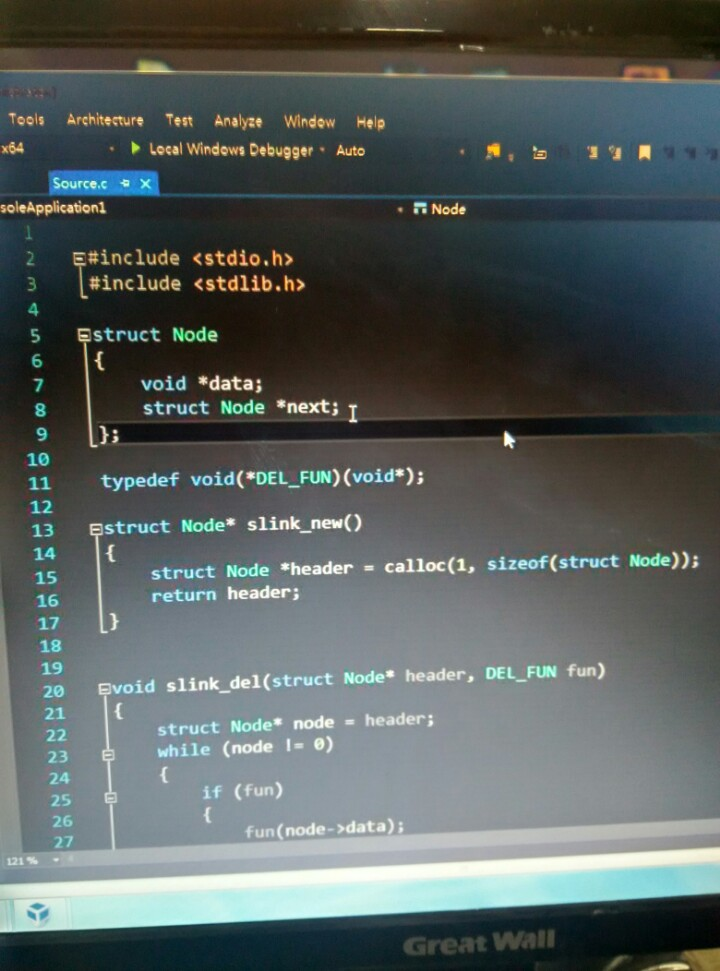 Tools Architecture Test Analyze Window Help
x64 Local Windows Debugger Auto
Source.c
soleApplication1 Node
1
2 #include <stdio.h>
3 #include <stdlib.h>
4
5 struct Node
6 {
7 void *data;
8 struct Node *next;
9 };
10
11 typedef void(*DEL_FUN)(void*);
12
13 struct Node* slink_new()
14 {
15 struct Node *header = calloc(1, sizeof(struct Node));
16 return header;
17 }
18
19
20 void slink_del(struct Node* header, DEL_FUN fun)
21 {
22 struct Node* node = header;
23 while (node != 0)
24 {
25 if (fun)
26 {
27 fun(node->data);
121 %
Great Wall